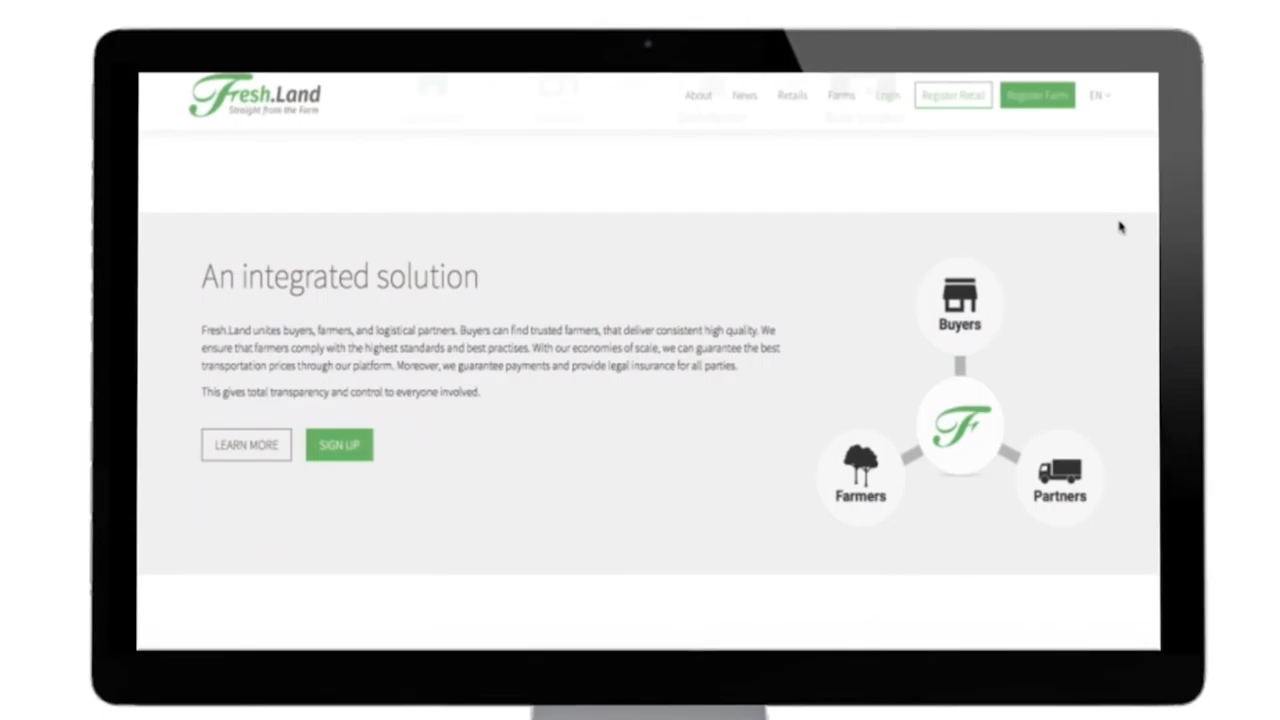 Fresh.Land
Straight from the Farm
About News Retails Farms Login Register Retail Register Farm EN
An integrated solution
Fresh.Land unites buyers, farmers, and logistical partners. Buyers can find trusted farmers, that deliver consistent high quality. We
ensure that farmers comply with the highest standards and best practises. With our economies of scale, we can guarantee the best
transportation prices through our platform. Moreover, we guarantee payments and provide legal insurance for all parties.
This gives total transparency and control to everyone involved.
LEARN MORE SIGN UP
Buyers
F
Farmers
Partners